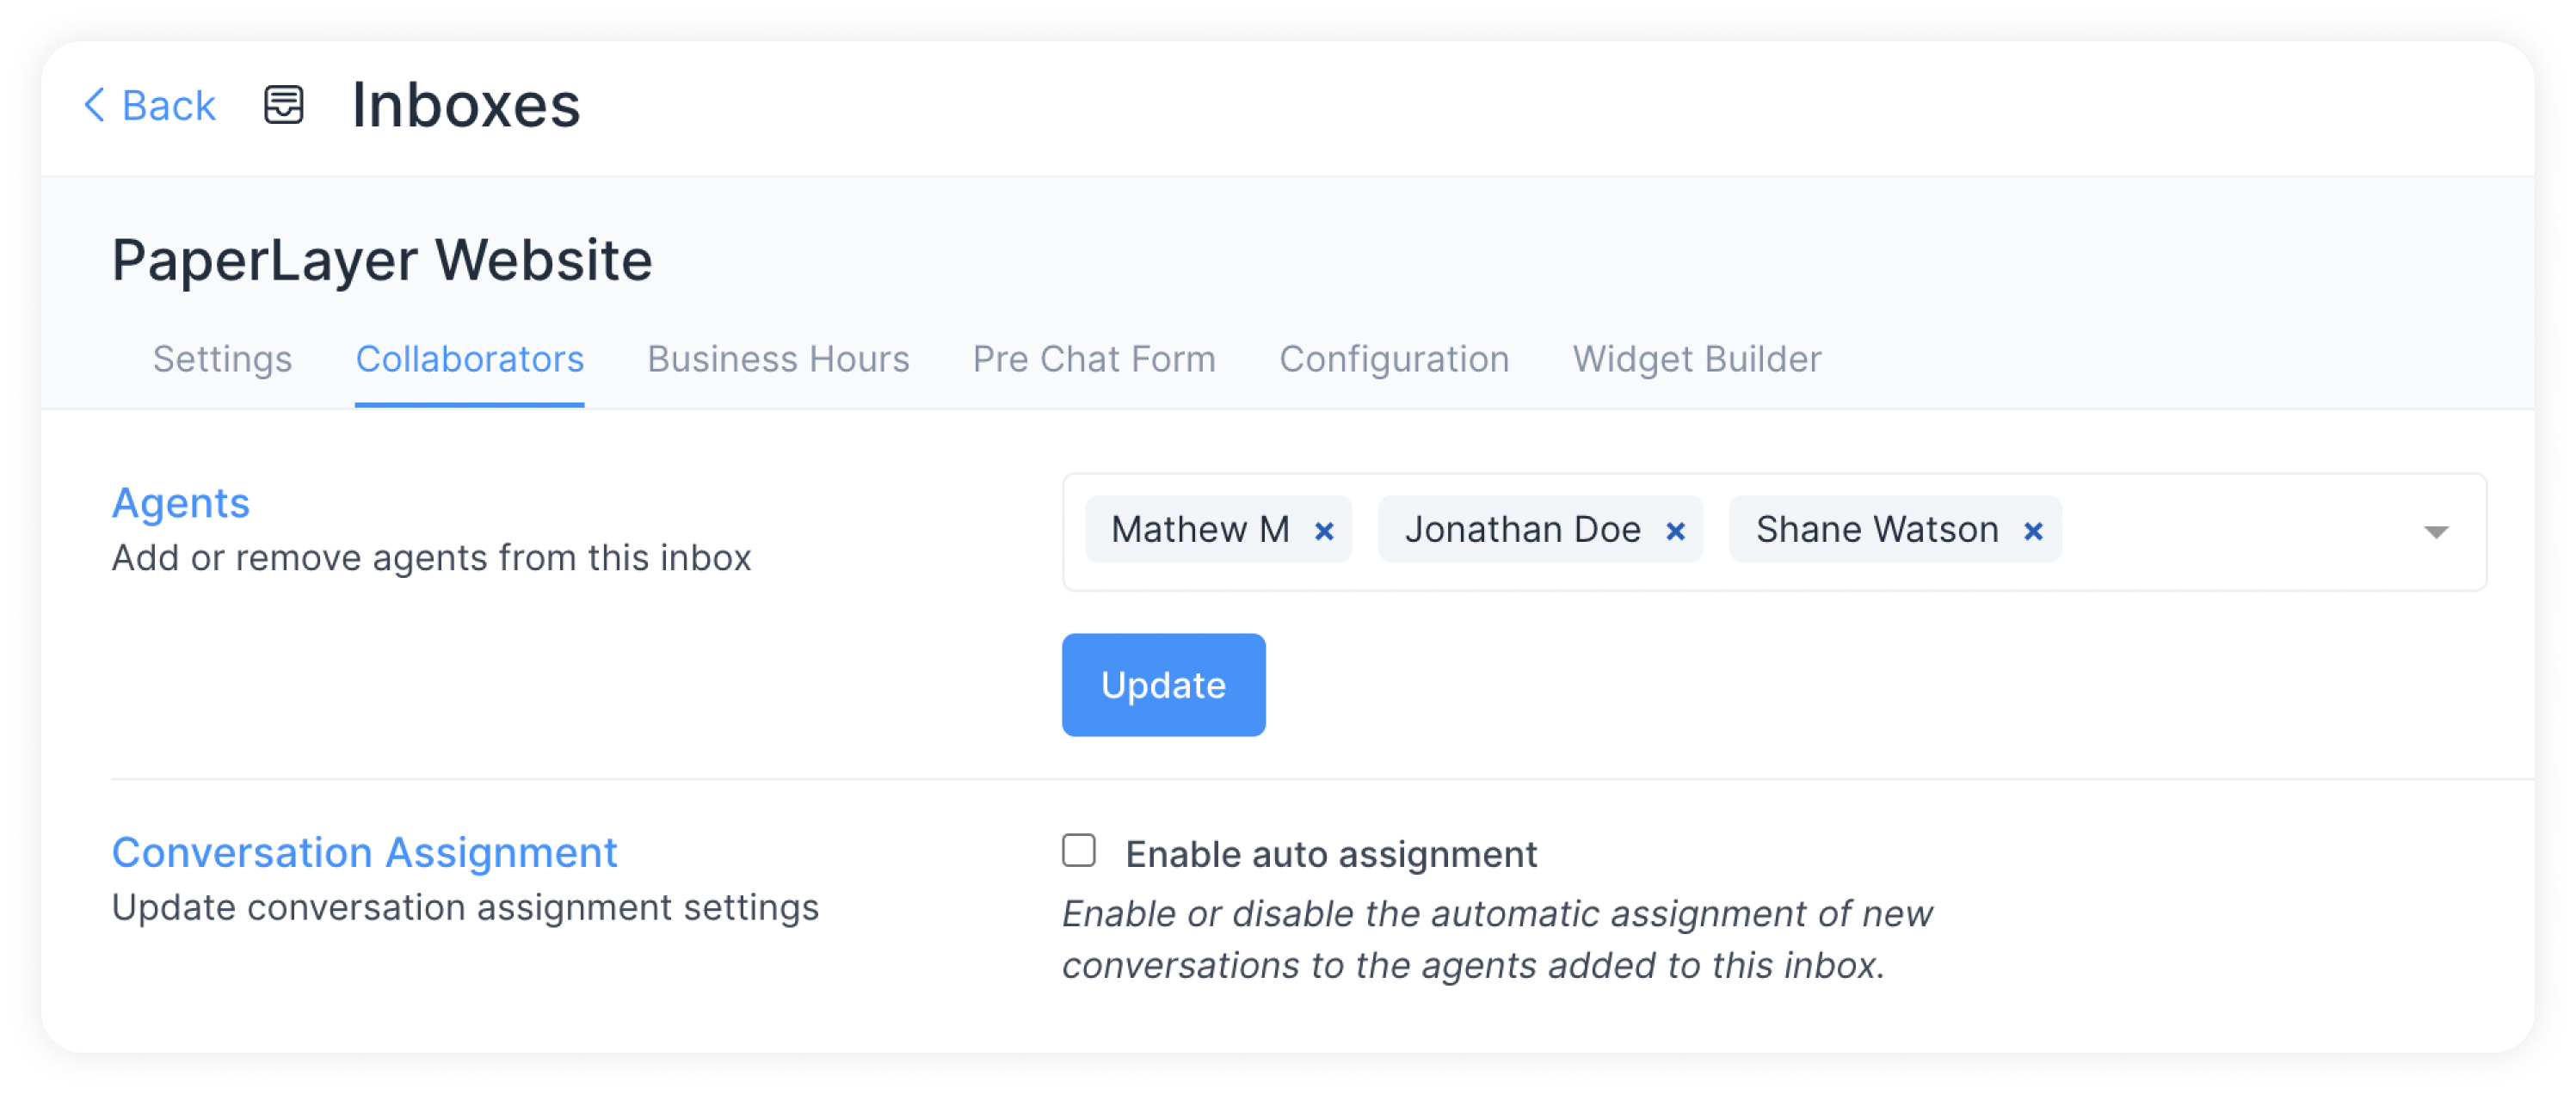 Back Inboxes
PaperLayer Website
Settings Collaborators Business Hours Pre Chat Form Configuration Widget Builder
Agents
Add or remove agents from this inbox
Mathew M × Jonathan Doe × Shane Watson ×
Update
Conversation Assignment
Update conversation assignment settings
Enable auto assignment
Enable or disable the automatic assignment of new
conversations to the agents added to this inbox.